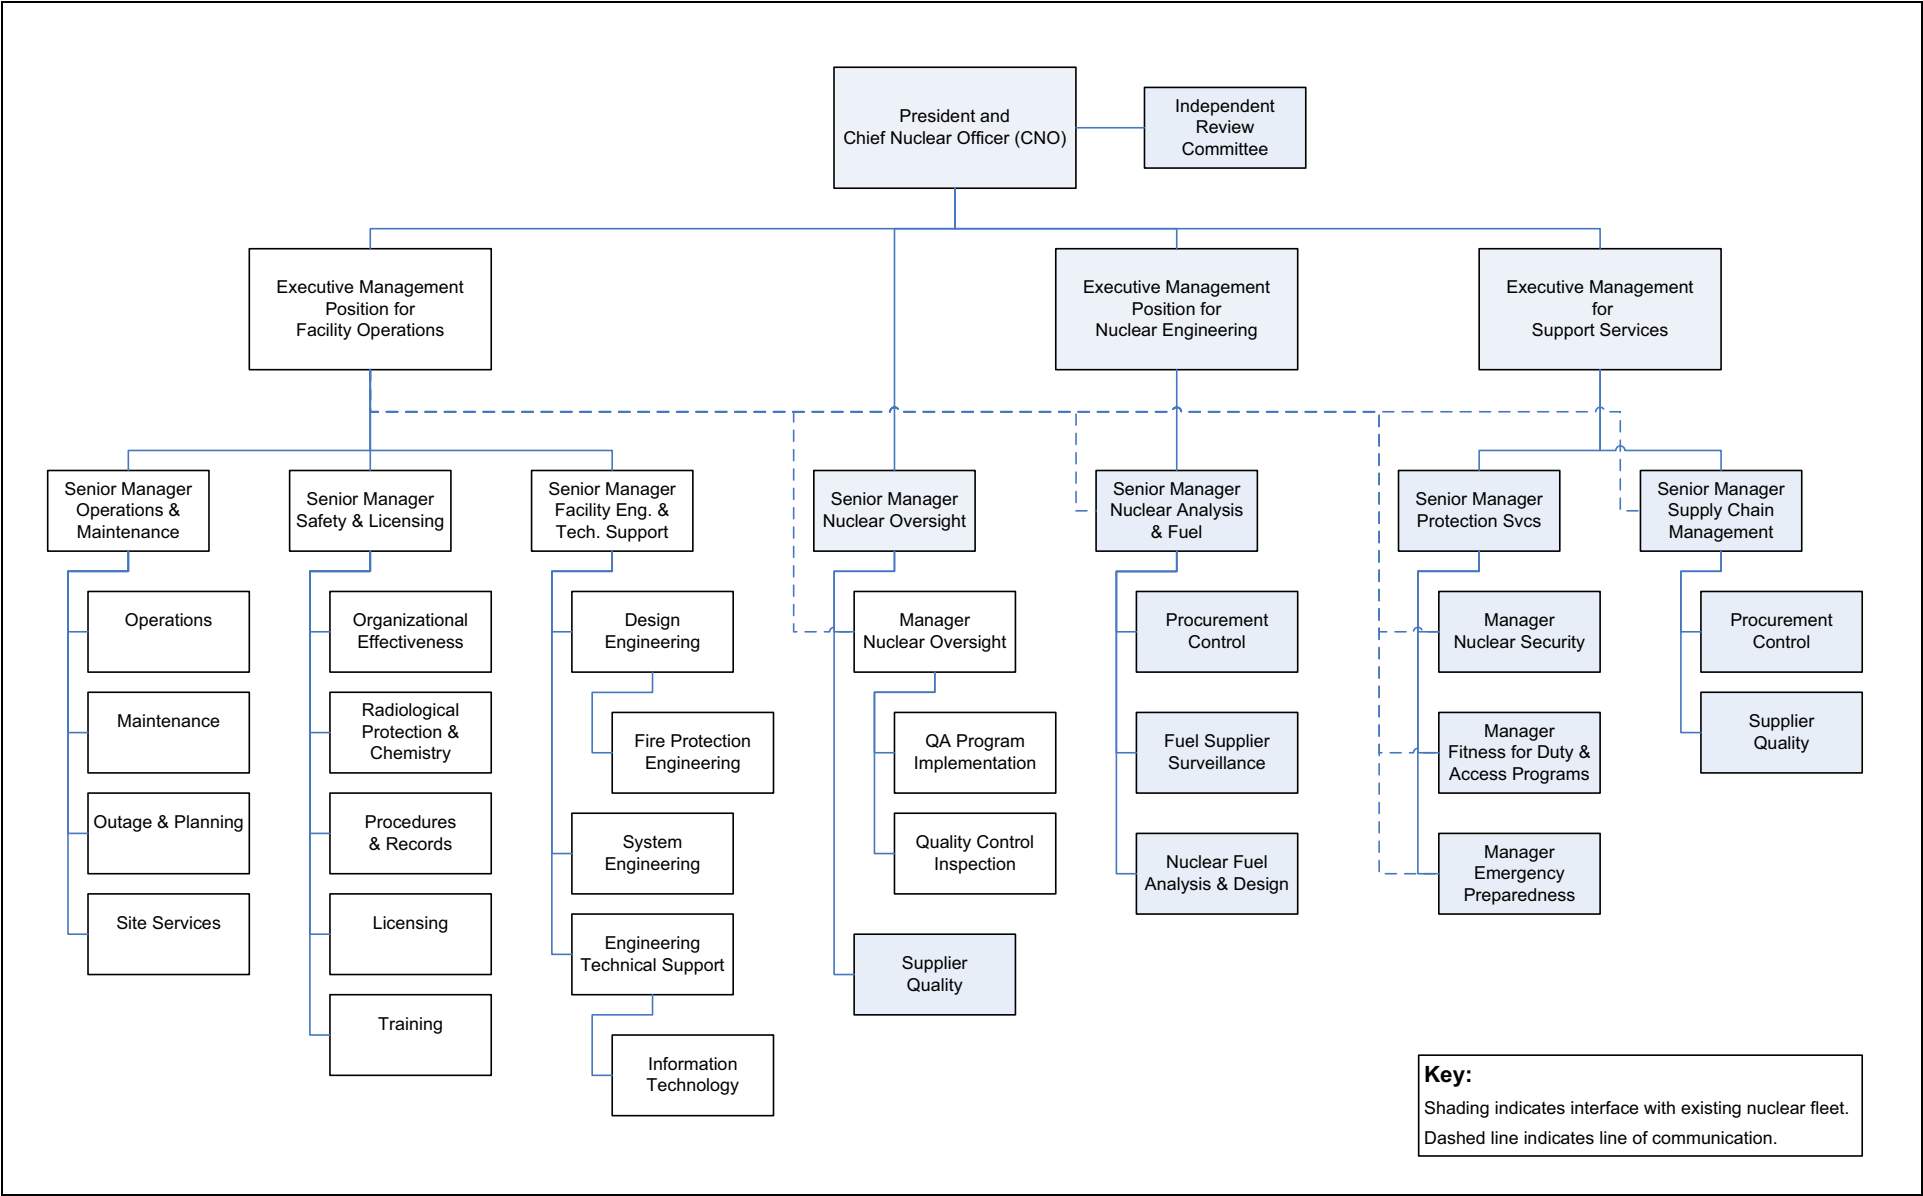 President and
Chief Nuclear Officer (CNO)
Independent
Review
Committee
Executive Management
Position for
Facility Operations
Executive Management
Position for
Nuclear Engineering
Executive Management
for
Support Services
Senior Manager
Operations &
Maintenance
Senior Manager
Safety & Licensing
Senior Manager
Facility Eng. &
Tech. Support
Senior Manager
Nuclear Oversight
Senior Manager
Nuclear Analysis
& Fuel
Senior Manager
Protection Svcs
Senior Manager
Supply Chain
Management
Operations
Maintenance
Outage & Planning
Site Services
Organizational
Effectiveness
Radiological
Protection &
Chemistry
Procedures
& Records
Licensing
Training
Design
Engineering
Fire Protection
Engineering
System
Engineering
Engineering
Technical Support
Information
Technology
Manager
Nuclear Oversight
QA Program
Implementation
Quality Control
Inspection
Supplier
Quality
Procurement
Control
Fuel Supplier
Surveillance
Nuclear Fuel
Analysis & Design
Manager
Nuclear Security
Manager
Fitness for Duty &
Access Programs
Manager
Emergency
Preparedness
Procurement
Control
Supplier
Quality
Key:
Shading indicates interface with existing nuclear fleet.
Dashed line indicates line of communication.